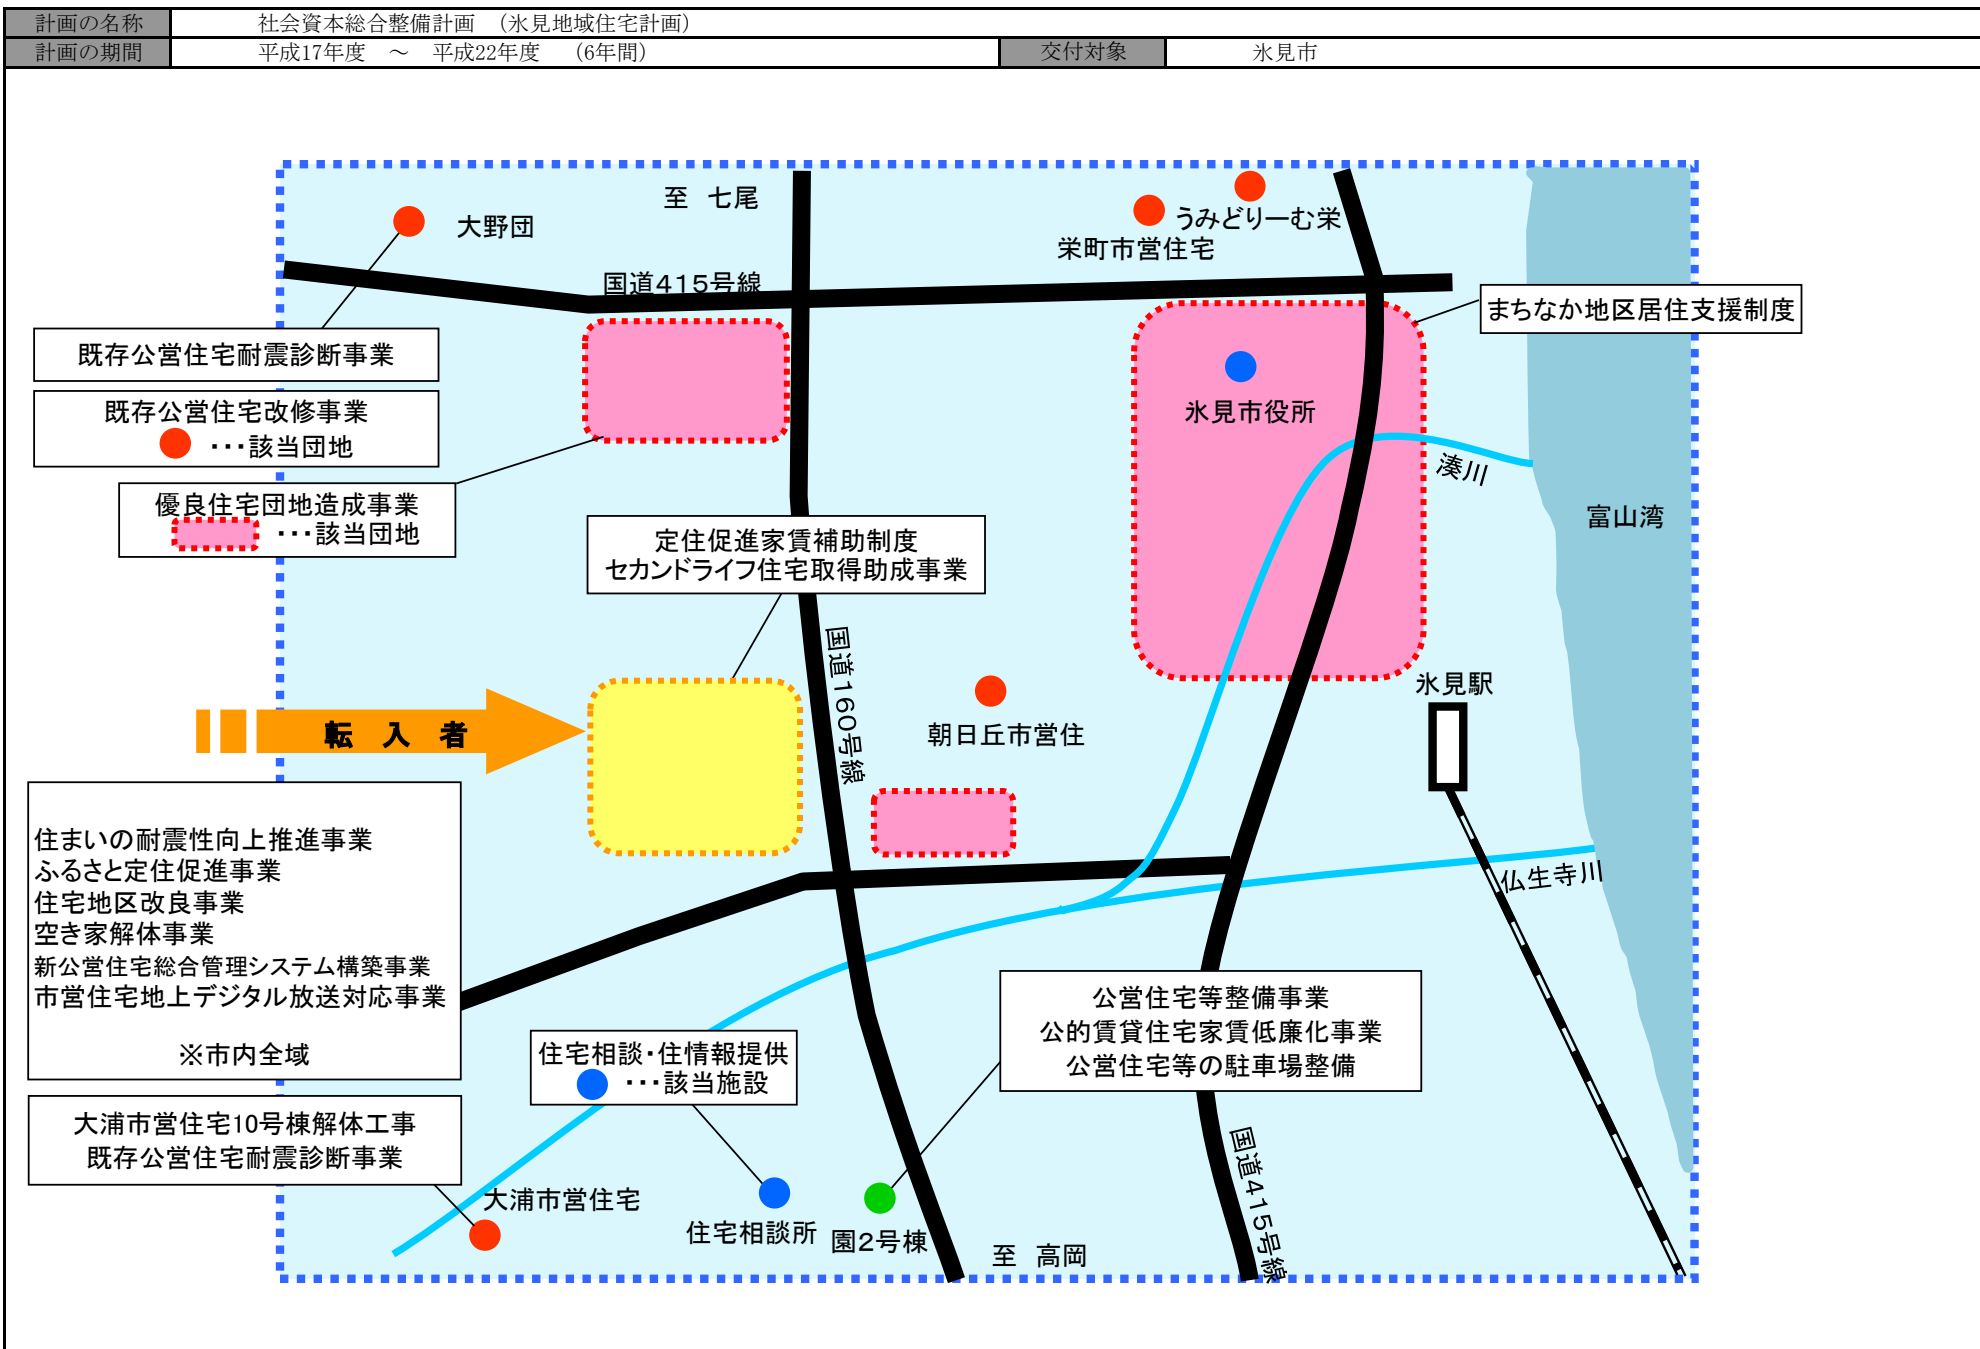 計画の名称 社会資本総合整備計画 （氷見地域住宅計画）
計画の期間 平成17年度 ～ 平成22年度 （6年間） 交付対象 氷見市
至 七尾
大野団
うみどりーむ栄
栄町市営住宅
国道415号線
まちなか地区居住支援制度
既存公営住宅耐震診断事業
既存公営住宅改修事業
・・・該当団地
氷見市役所
湊川
優良住宅団地造成事業
・・・該当団地
富山湾
定住促進家賃補助制度
セカンドライフ住宅取得助成事業
国道160号線
氷見駅
転 入 者
朝日丘市営住
住まいの耐震性向上推進事業
ふるさと定住促進事業
住宅地区改良事業
空き家解体事業
新公営住宅総合管理システム構築事業
市営住宅地上デジタル放送対応事業
※市内全域
仏生寺川
公営住宅等整備事業
公的賃貸住宅家賃低廉化事業
公営住宅等の駐車場整備
住宅相談・住情報提供
・・・該当施設
大浦市営住宅10号棟解体工事
既存公営住宅耐震診断事業
大浦市営住宅
住宅相談所
園2号棟
至 高岡
国道415号線